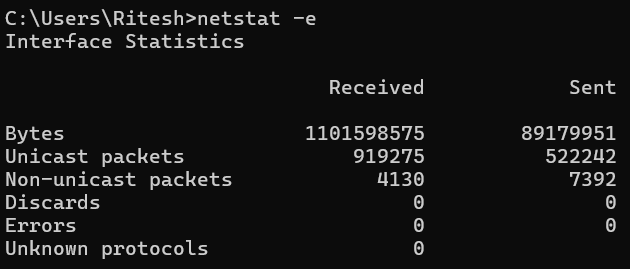 C:\Users\Ritesh>netstat -e
Interface Statistics
Received Sent
Bytes 1101598575 89179951
Unicast packets 919275 522242
Non-unicast packets 4130 7392
Discards 0 0
Errors 0 0
Unknown protocols 0